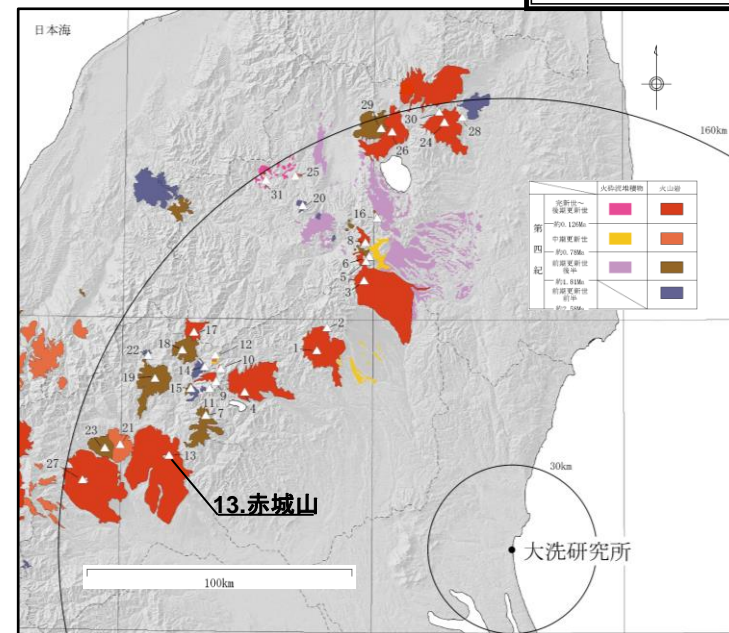 日本海
160km
29
30
24
28
26
25
31
20
16
8
6
5
3
2
17
1
18
12
22
14
10
19
15
9
4
11
7
23
21
13
27
13.赤城山
30km
大洗研究所
100km
火砕流堆積物 火山岩
第四紀
完新世～
後期更新世
約0.126Ma
中期更新世
約0.78Ma
前期更新世
後半
約1.81Ma
前期更新世
前半
約2.58Ma